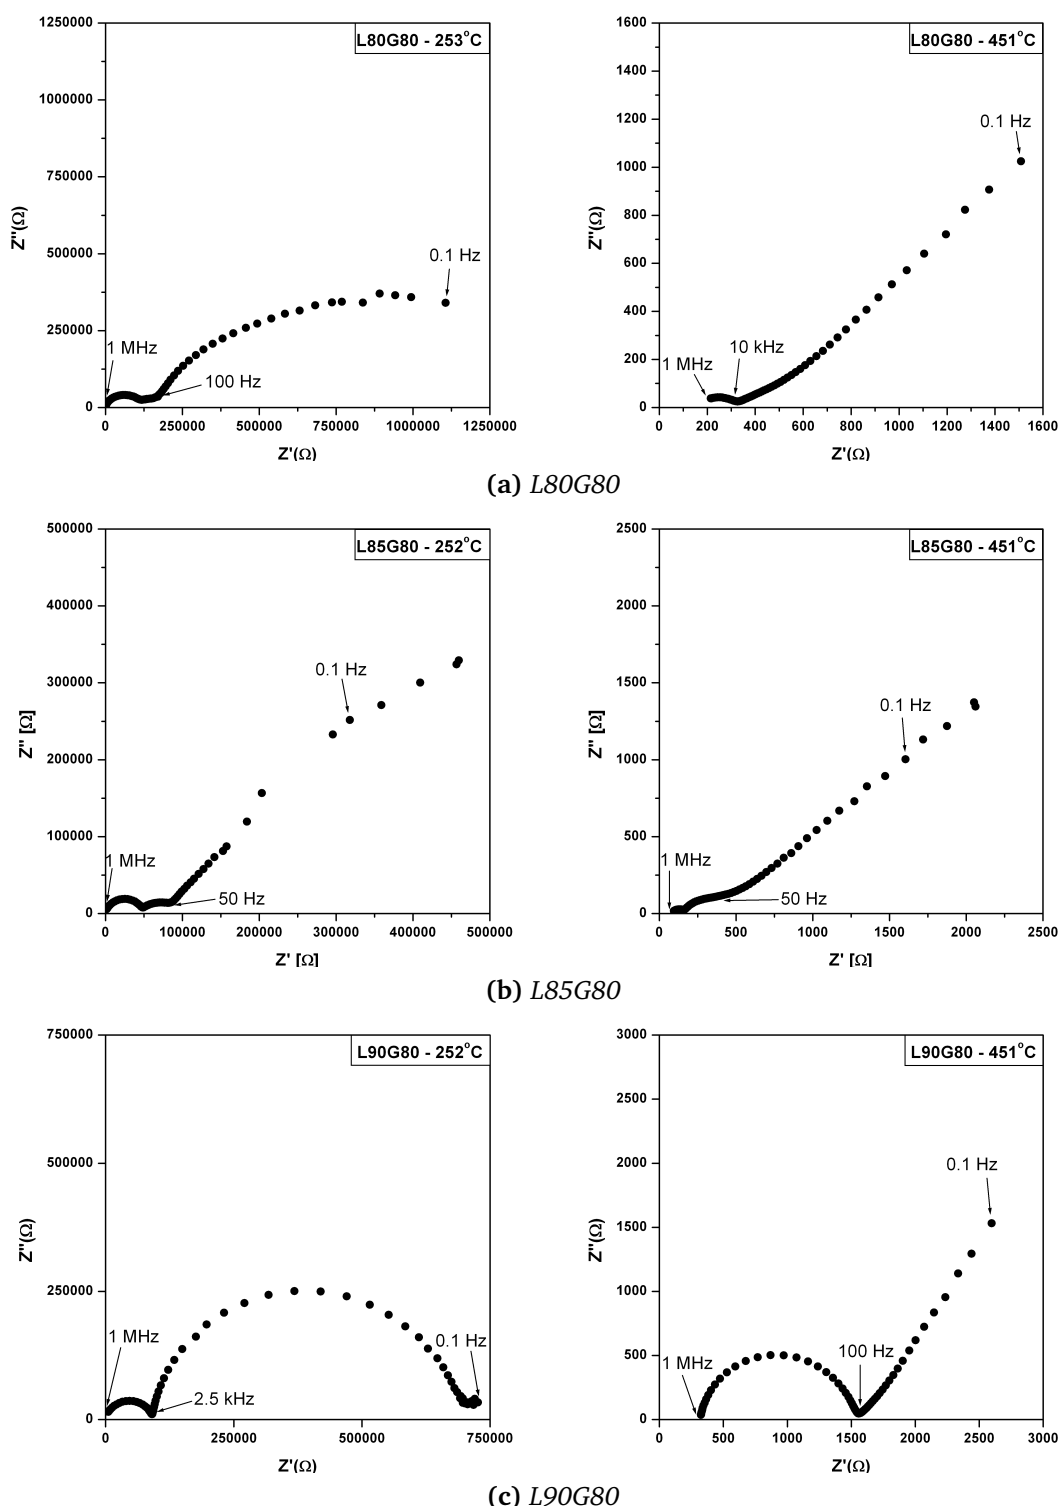 L80G80 - 253°C
1250000
1000000
750000
500000
250000
0
Z''(Ω)
1 MHz
100 Hz
0.1 Hz
0 250000 500000 750000 1000000 1250000
Z'(Ω)
L80G80 - 451°C
1600
1400
1200
1000
800
600
400
200
0
Z''(Ω)
1 MHz
10 kHz
0.1 Hz
0 200 400 600 800 1000 1200 1400 1600
Z'(Ω)
(a) L80G80
L85G80 - 252°C
500000
400000
300000
200000
100000
0
Z'' [Ω]
1 MHz
50 Hz
0.1 Hz
0 100000 200000 300000 400000 500000
Z' [Ω]
L85G80 - 451°C
2500
2000
1500
1000
500
0
Z'' [Ω]
1 MHz
50 Hz
0.1 Hz
0 500 1000 1500 2000 2500
Z' [Ω]
(b) L85G80
L90G80 - 252°C
750000
500000
250000
0
Z''(Ω)
1 MHz
2.5 kHz
0.1 Hz
0 250000 500000 750000
Z'(Ω)
L90G80 - 451°C
3000
2500
2000
1500
1000
500
0
Z''(Ω)
1 MHz
100 Hz
0.1 Hz
0 500 1000 1500 2000 2500 3000
Z'(Ω)
(c) L90G80